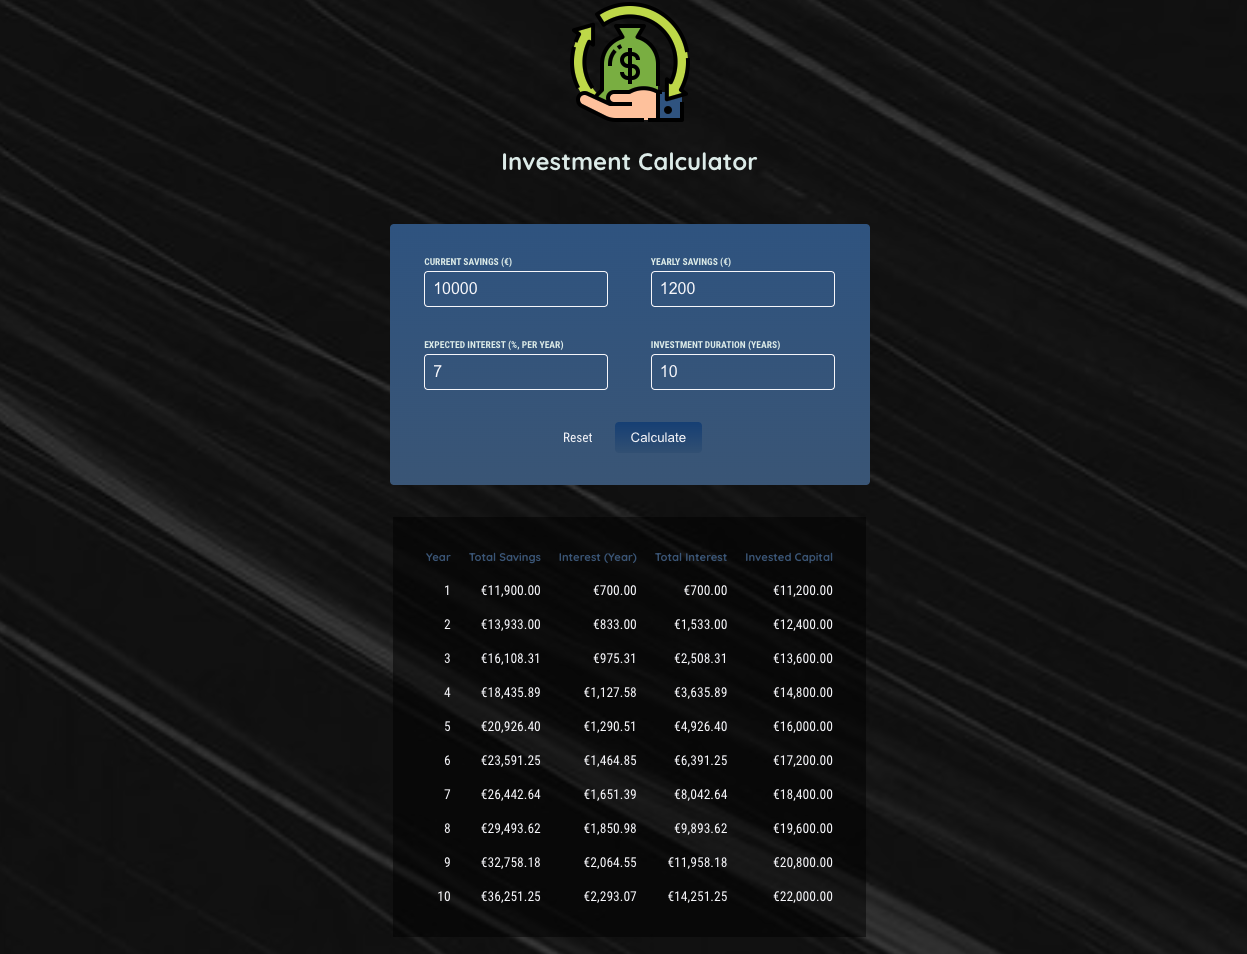 $
Investment Calculator
CURRENT SAVINGS (€) YEARLY SAVINGS (€)
10000 1200
EXPECTED INTEREST (%, PER YEAR) INVESTMENT DURATION (YEARS)
7 10
Reset Calculate
Year Total Savings Interest (Year) Total Interest Invested Capital
1 €11,900.00 €700.00 €700.00 €11,200.00
2 €13,933.00 €833.00 €1,533.00 €12,400.00
3 €16,108.31 €975.31 €2,508.31 €13,600.00
4 €18,435.89 €1,127.58 €3,635.89 €14,800.00
5 €20,926.40 €1,290.51 €4,926.40 €16,000.00
6 €23,591.25 €1,464.85 €6,391.25 €17,200.00
7 €26,442.64 €1,651.39 €8,042.64 €18,400.00
8 €29,493.62 €1,850.98 €9,893.62 €19,600.00
9 €32,758.18 €2,064.55 €11,958.18 €20,800.00
10 €36,251.25 €2,293.07 €14,251.25 €22,000.00